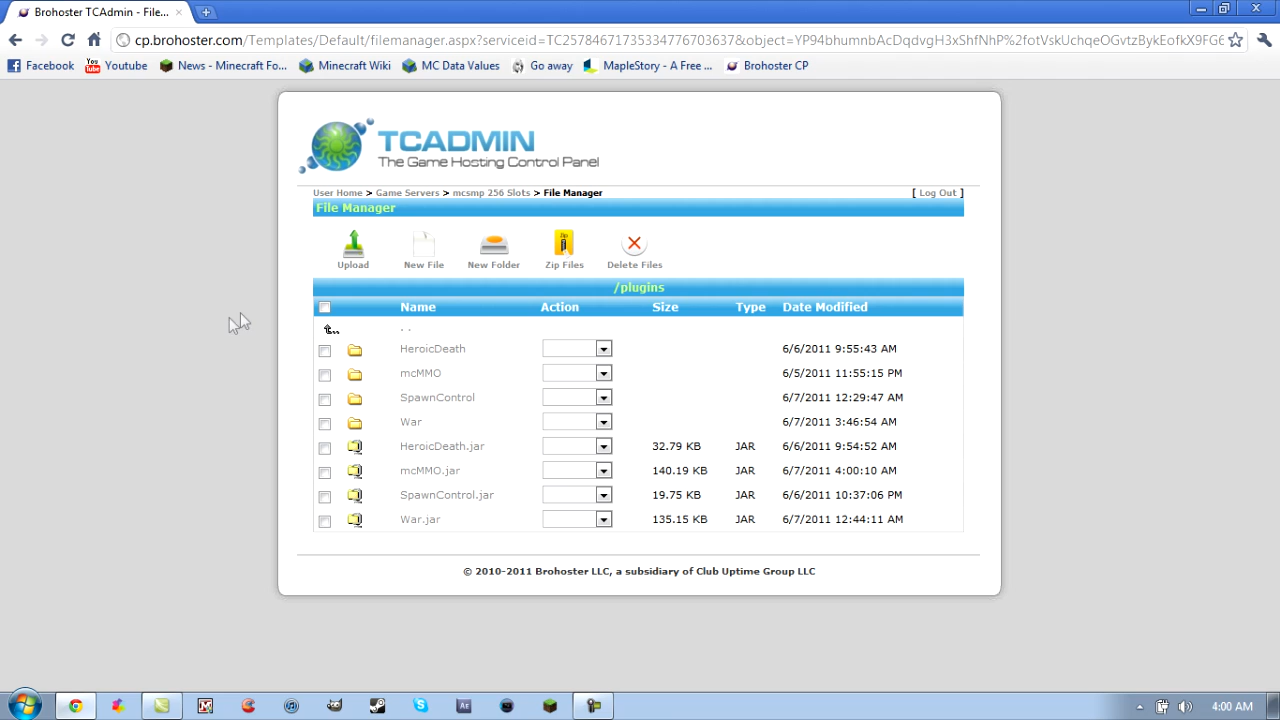 Brohoster TCAdmin - File...
cp.brohoster.com/Templates/Default/filemanager.aspx?serviceid=TC257846717353347767036​37&object=YP94bhumnbAcDqdvgH3xShfNhP%2fotVskUchqeOGvtzBykEofkX9FG6
Facebook Youtube News - Minecraft Fo... Minecraft Wiki MC Data Values Go away MapleStory - A Free ... Brohoster CP
TCADMIN
The Game Hosting Control Panel
User Home > Game Servers > mcsmp 256 Slots > File Manager [ Log Out ]
File Manager
Upload New File New Folder Zip Files Delete Files
/plugins
Name Action Size Type Date Modified
. .
HeroicDeath 6/6/2011 9:55:43 AM
mcMMO 6/5/2011 11:55:15 PM
SpawnControl 6/7/2011 12:29:47 AM
War 6/7/2011 3:46:54 AM
HeroicDeath.jar 32.79 KB JAR 6/6/2011 9:54:52 AM
mcMMO.jar 140.19 KB JAR 6/7/2011 4:00:10 AM
SpawnControl.jar 19.75 KB JAR 6/6/2011 10:37:06 PM
War.jar 135.15 KB JAR 6/7/2011 12:44:11 AM
© 2010-2011 Brohoster LLC, a subsidiary of Club Uptime Group LLC
4:00 AM